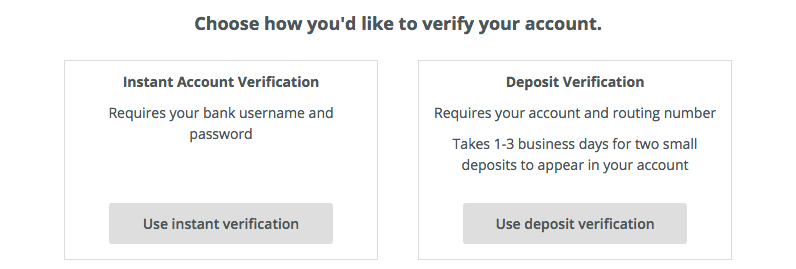 Choose how you'd like to verify your account.
Instant Account Verification
Requires your bank username and
password
Use instant verification
Deposit Verification
Requires your account and routing number
Takes 1-3 business days for two small
deposits to appear in your account
Use deposit verification